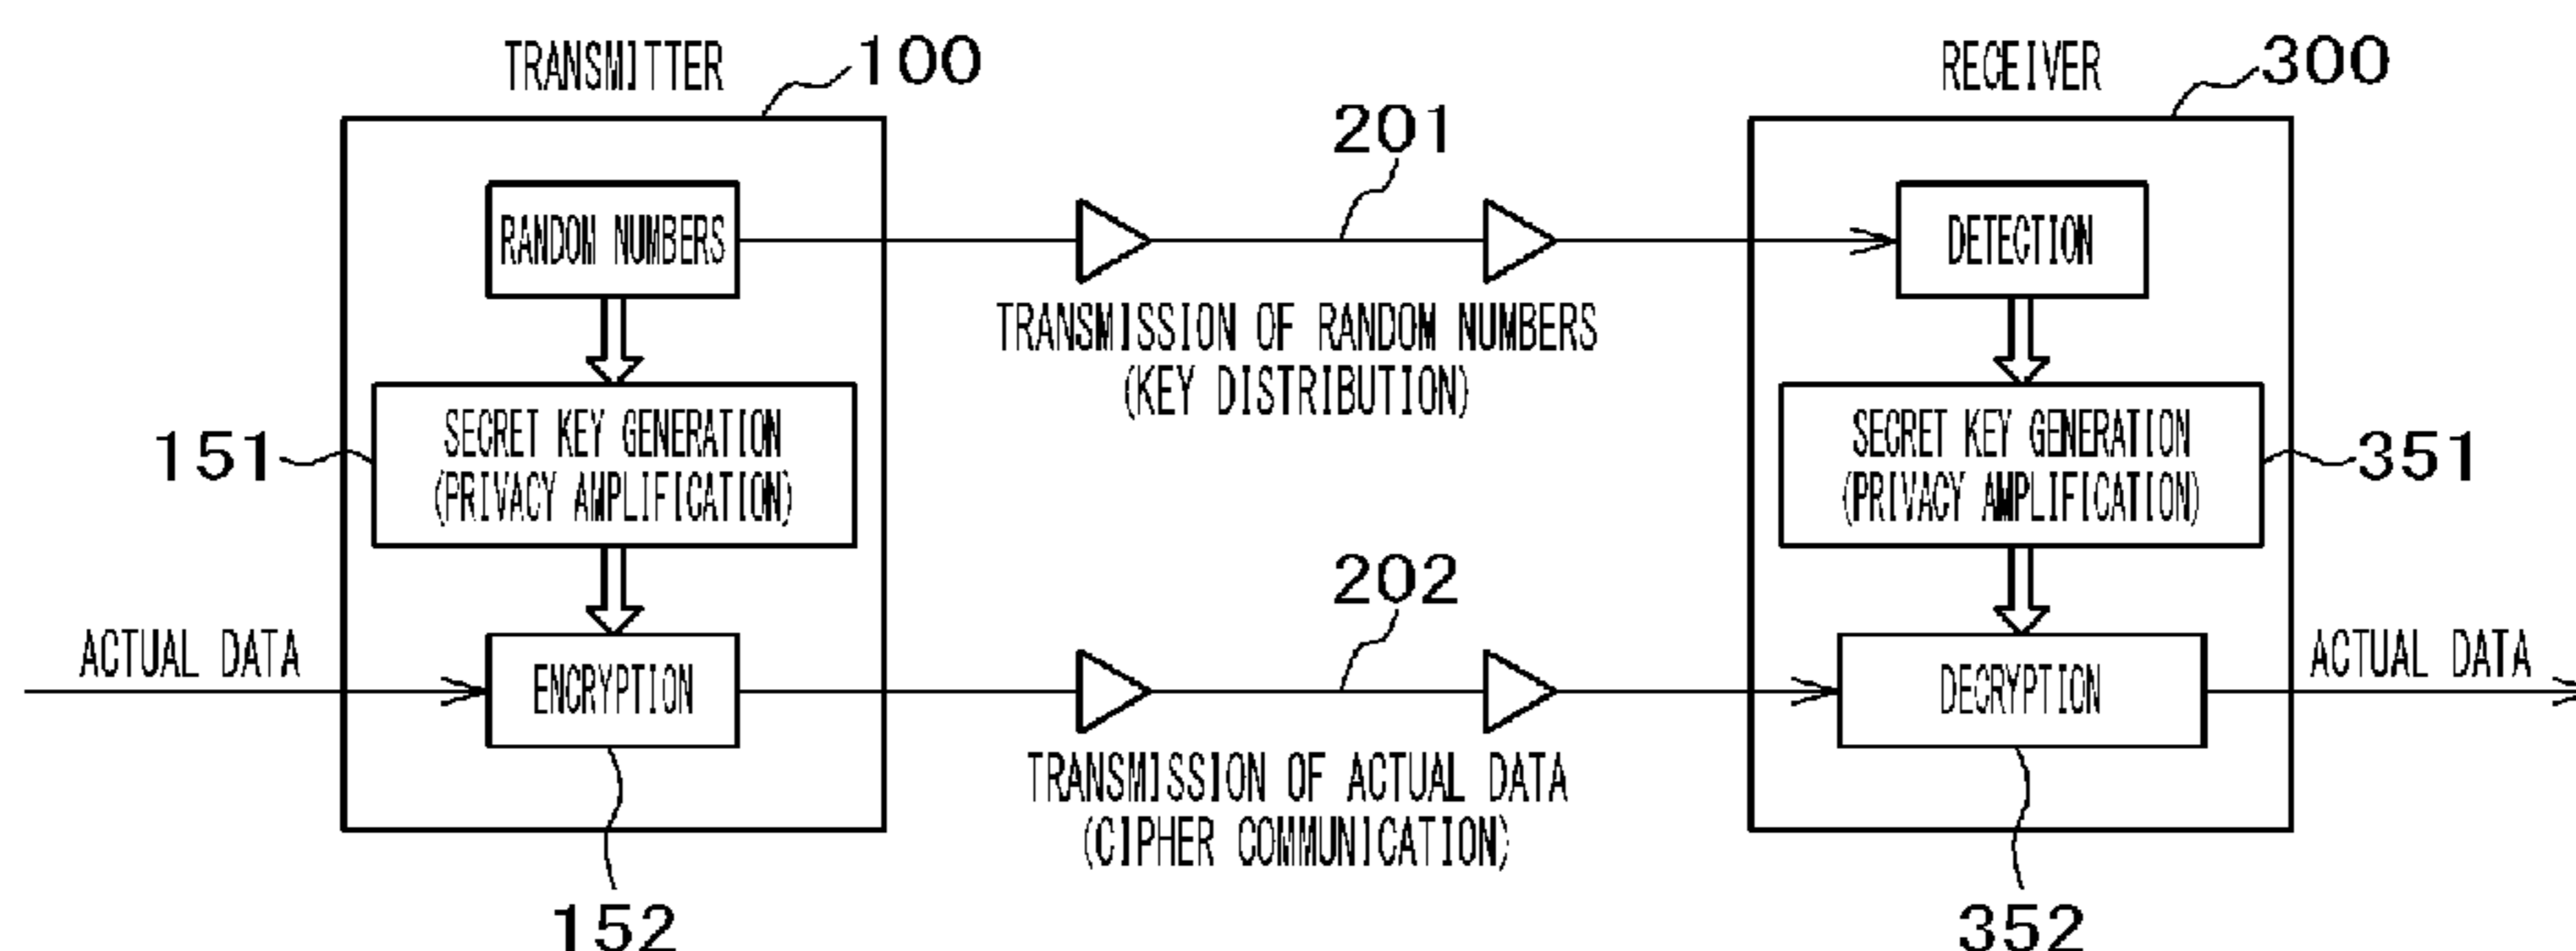 TRANSMITTER
100
RECEIVER
300
201
RANDOM NUMBERS
DETECTION
TRANSMISSION OF RANDOM NUMBERS
(KEY DISTRIBUTION)
151
SECRET KEY GENERATION
(PRIVACY AMPLIFICATION)
SECRET KEY GENERATION
(PRIVACY AMPLIFICATION)
351
202
ACTUAL DATA
ENCRYPTION
DECRYPTION
ACTUAL DATA
TRANSMISSION OF ACTUAL DATA
(CIPHER COMMUNICATION)
152
352